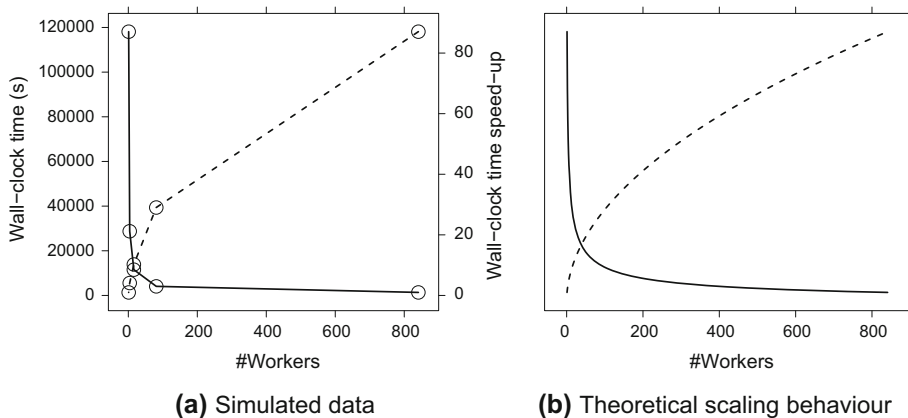 120000
100000
80000
60000
40000
20000
0
Wall−clock time (s)
80
60
40
20
0
Wall−clock time speed−up
0 200 400 600 800
#Workers
(a) Simulated data
0 200 400 600 800
#Workers
(b) Theoretical scaling behaviour